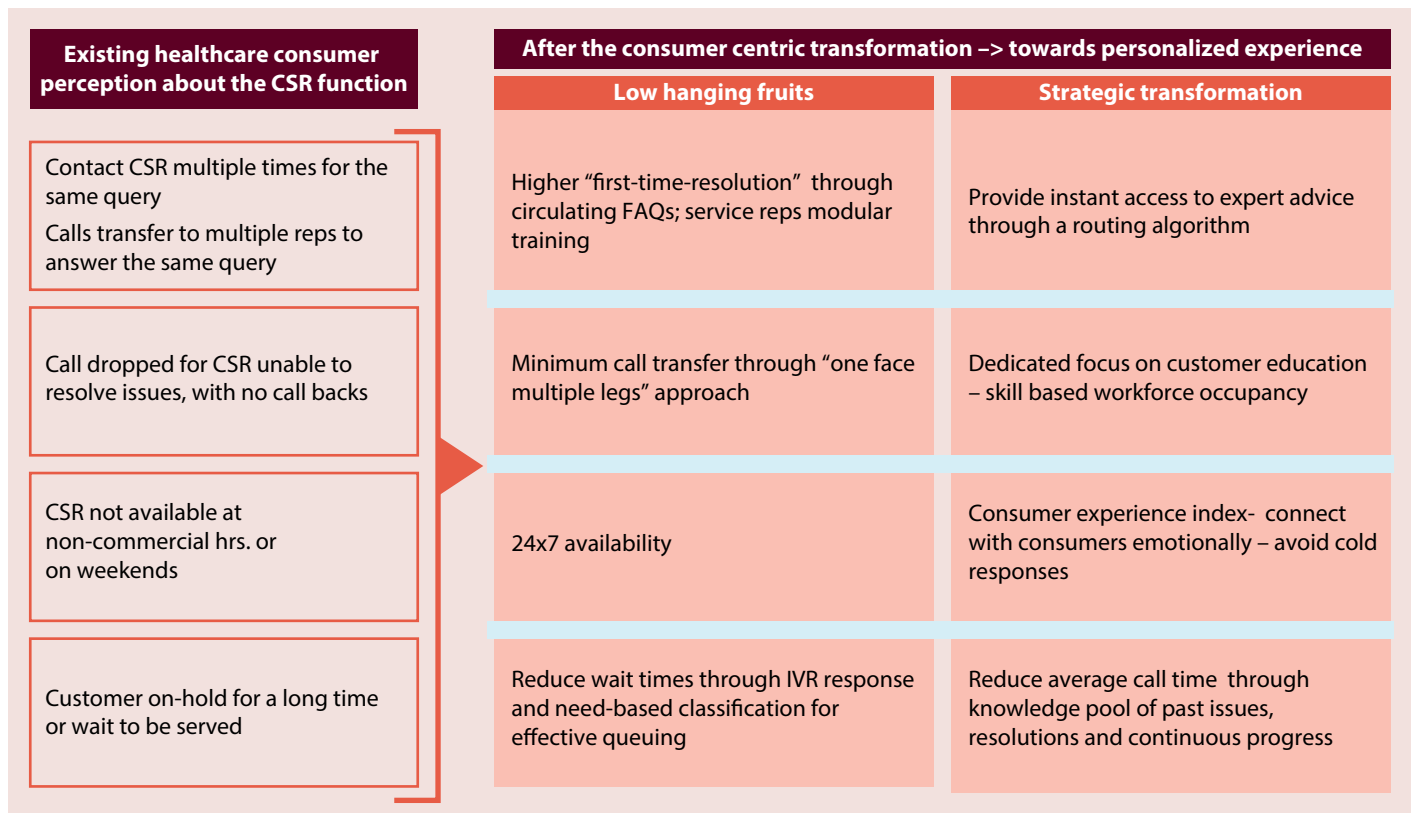 Existing healthcare consumer
perception about the CSR function
After the consumer centric transformation –> towards personalized experience
Low hanging fruits
Strategic transformation
Contact CSR multiple times for the
same query
Calls transfer to multiple reps to
answer the same query
Higher “first-time-resolution” through
circulating FAQs; service reps modular
training
Provide instant access to expert advice
through a routing algorithm
Call dropped for CSR unable to
resolve issues, with no call backs
Minimum call transfer through “one face
multiple legs” approach
Dedicated focus on customer education
– skill based workforce occupancy
CSR not available at
non-commercial hrs. or
on weekends
24x7 availability
Consumer experience index- connect
with consumers emotionally – avoid cold
responses
Customer on-hold for a long time
or wait to be served
Reduce wait times through IVR response
and need-based classification for
effective queuing
Reduce average call time through
knowledge pool of past issues,
resolutions and continuous progress